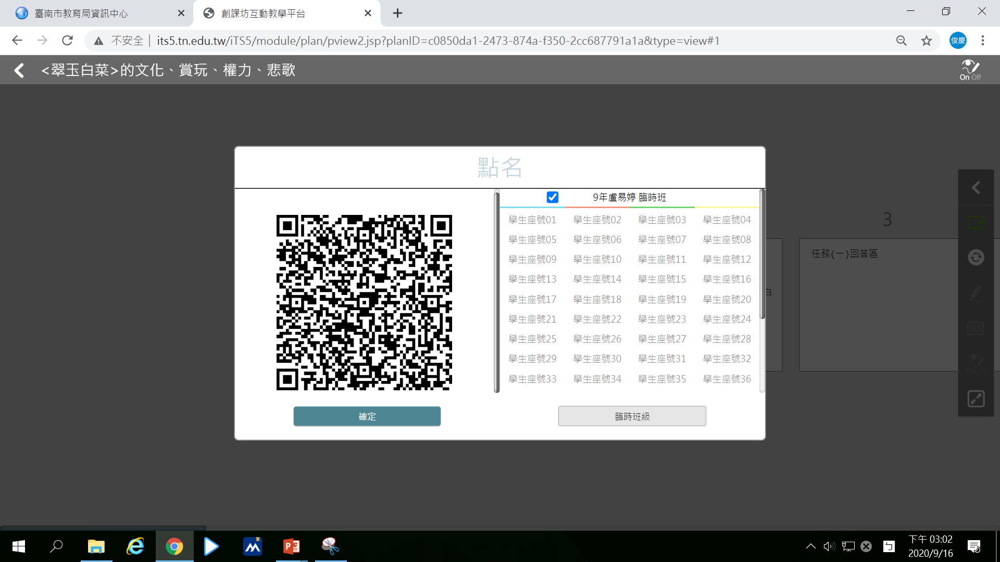 臺南市教育局資訊中心
創課坊互動教學平台
不安全
its5.tn.edu.tw/iTS5/module/plan/pview2.jsp?planID=c0850da1-2473-874a-f350-2cc687791a1a&type=view#1
俊慶
<翠玉白菜>的文化、賞玩、權力、悲歌
On Off
點名
9年盧易婷 臨時班
學生座號01 學生座號02 學生座號03 學生座號04
學生座號05 學生座號06 學生座號07 學生座號08
學生座號09 學生座號10 學生座號11 學生座號12
學生座號13 學生座號14 學生座號15 學生座號16
學生座號17 學生座號18 學生座號19 學生座號20
學生座號21 學生座號22 學生座號23 學生座號24
學生座號25 學生座號26 學生座號27 學生座號28
學生座號29 學生座號30 學生座號31 學生座號32
學生座號33 學生座號34 學生座號35 學生座號36
確定
臨時班級
3
任務(一)回答區
白
IRS
On
下午 03:02
2020/9/16